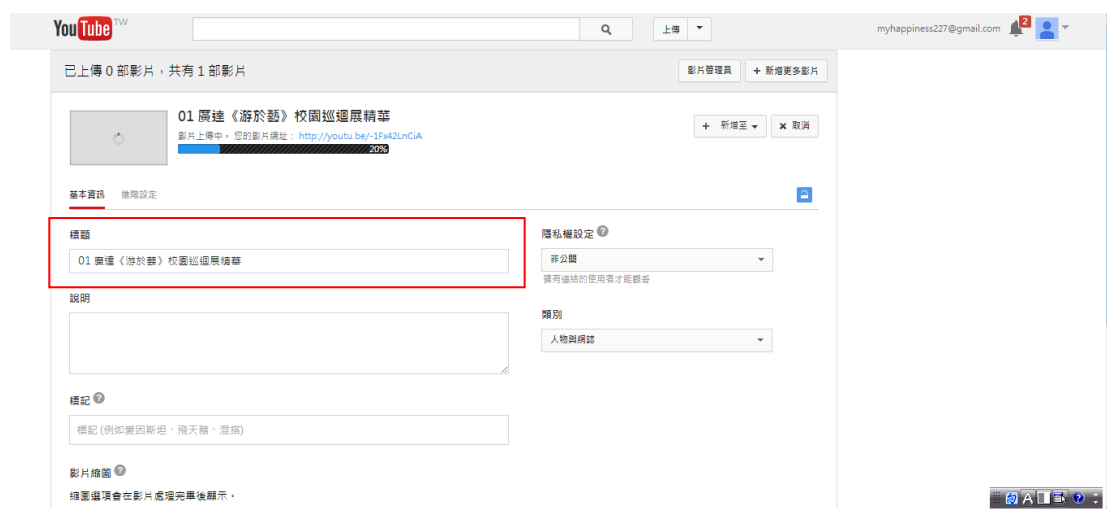 YouTube TW
上傳
myhappiness227@gmail.com
2
已上傳 0 部影片，共有 1 部影片
影片管理員
+ 新增更多影片
01 廣達《游於藝》校園巡迴展精華
影片上傳中。您的影片網址： http://youtu.be/-1Fx42LnCiA
20%
+ 新增至
× 取消
基本資訊
進階設定
標題
01 廣達《游於藝》校園巡迴展精華
隱私權設定 ?
非公開
擁有連結的使用者才能觀看
說明
類別
人物與網誌
標記 ?
標記 (例如愛因斯坦、飛天豬、混搭)
影片縮圖 ?
縮圖選項會在影片處理完畢後顯示。
A
?